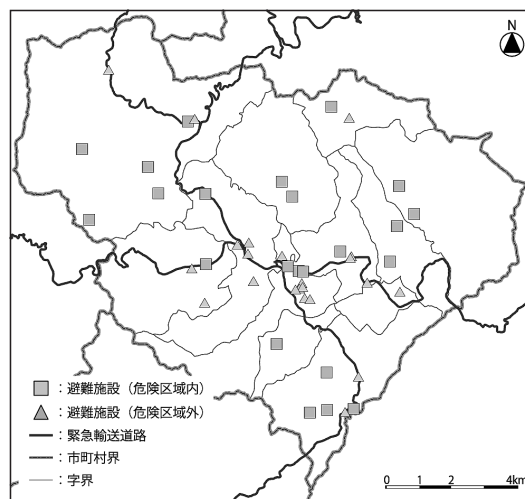 N
□：避難施設（危険区域内）
△：避難施設（危険区域外）
：緊急輸送道路
：市町村界
：字界
0 1 2 4km